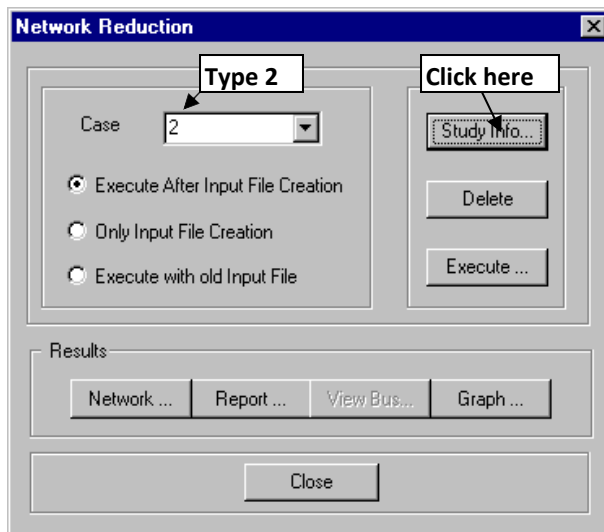 Network Reduction
Type 2
Click here
Case
2
Study Info...
Execute After Input File Creation
Delete
Only Input File Creation
Execute ...
Execute with old Input File
Results
Network ...
Report ...
View Bus...
Graph ...
Close